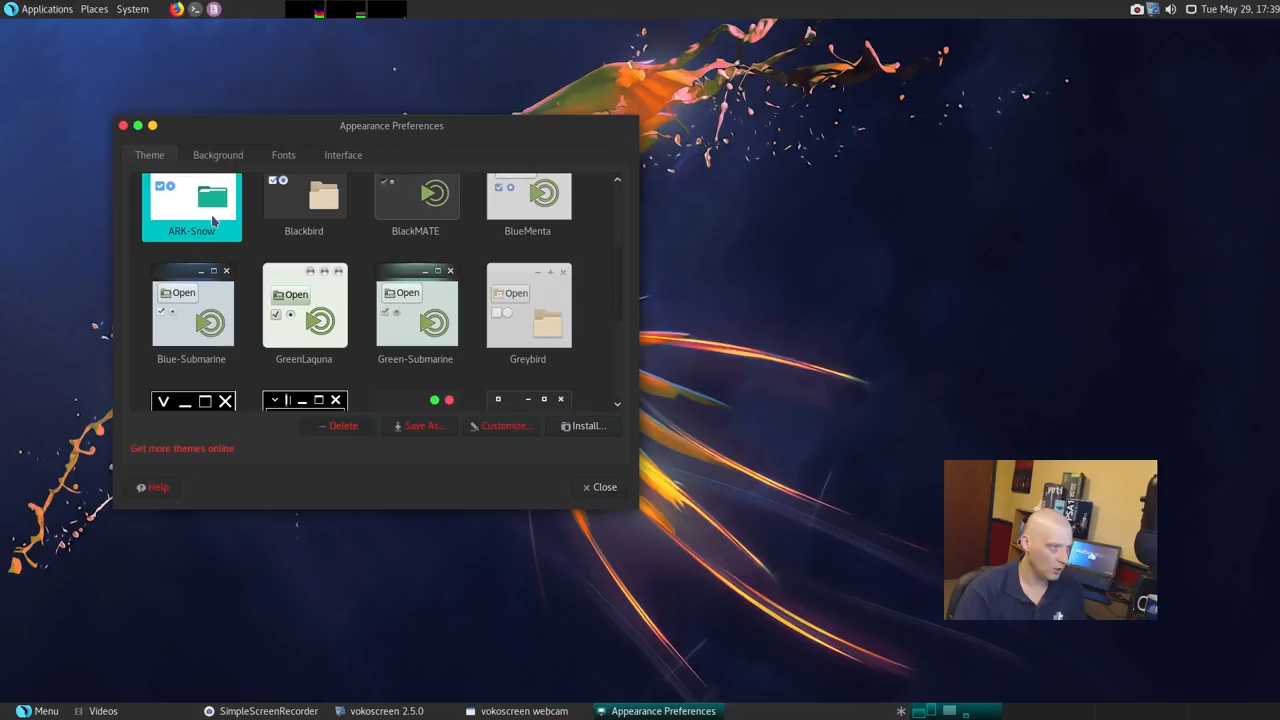 Applications Places System
Tue May 29, 17:39
Appearance Preferences
Theme Background Fonts Interface
ARK-Snow Blackbird BlackMATE BlueMenta
Open Open Open Open
Blue-Submarine GreenLaguna Green-Submarine Greybird
Delete Save As... Customize... Install...
Get more themes online
Help Close
yeti
PSA1
Menu Videos SimpleScreenRecorder vokoscreen 2.5.0 vokoscreen webcam Appearance Preferences